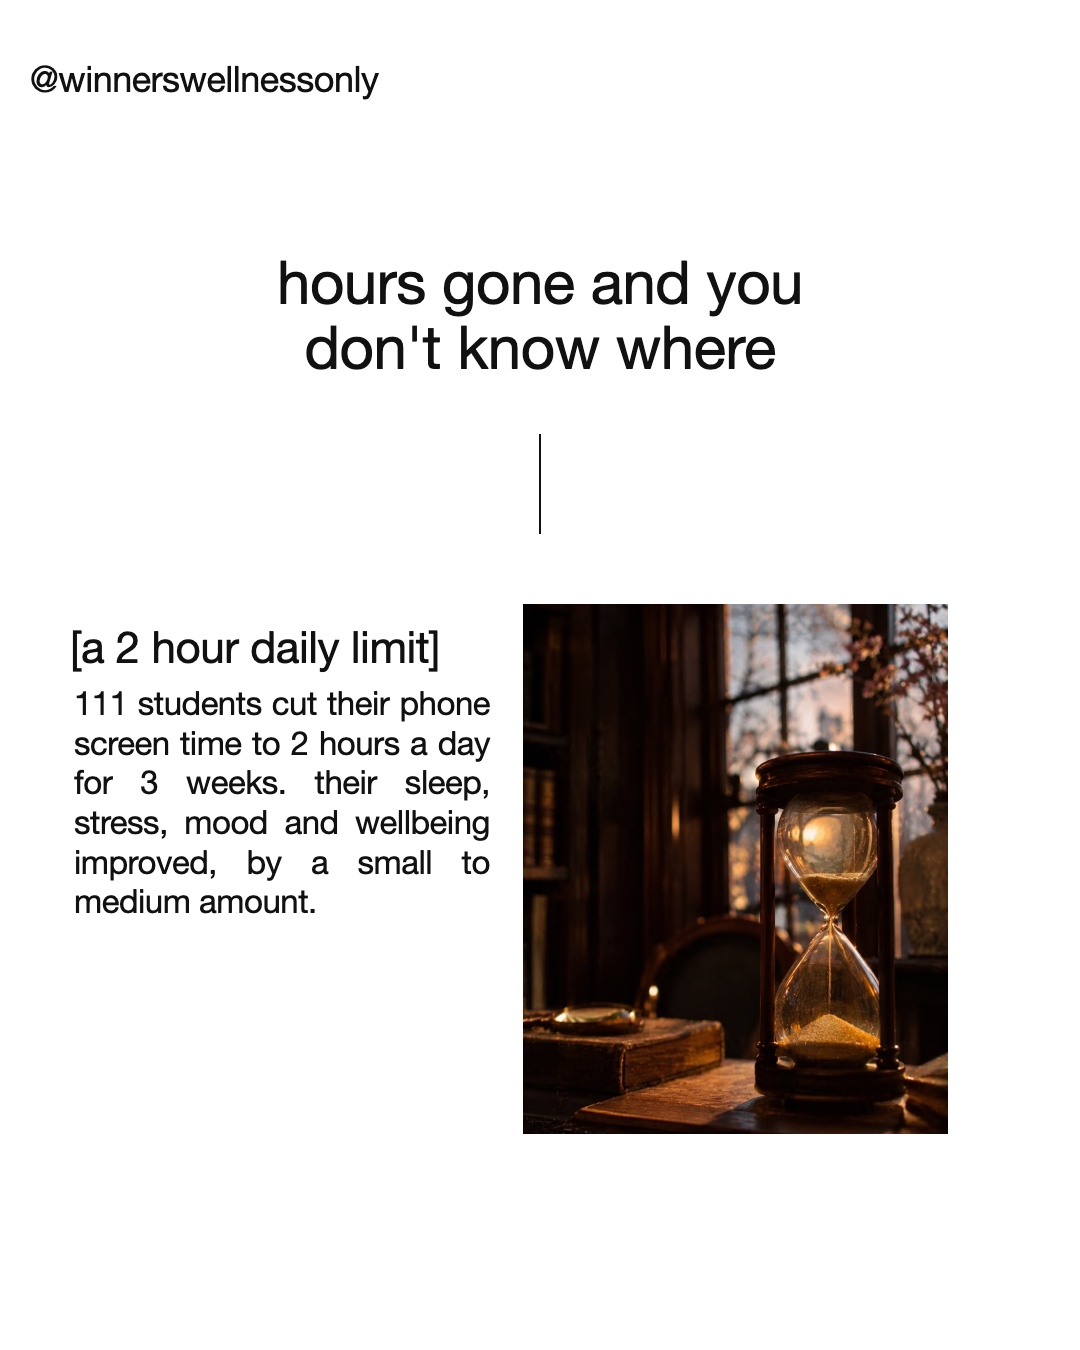 @winnerswellnessonly
hours gone and you
don't know where
[a 2 hour daily limit]
111 students cut their phone
screen time to 2 hours a day
for 3 weeks. their sleep,
stress, mood and wellbeing
improved, by a small to
medium amount.